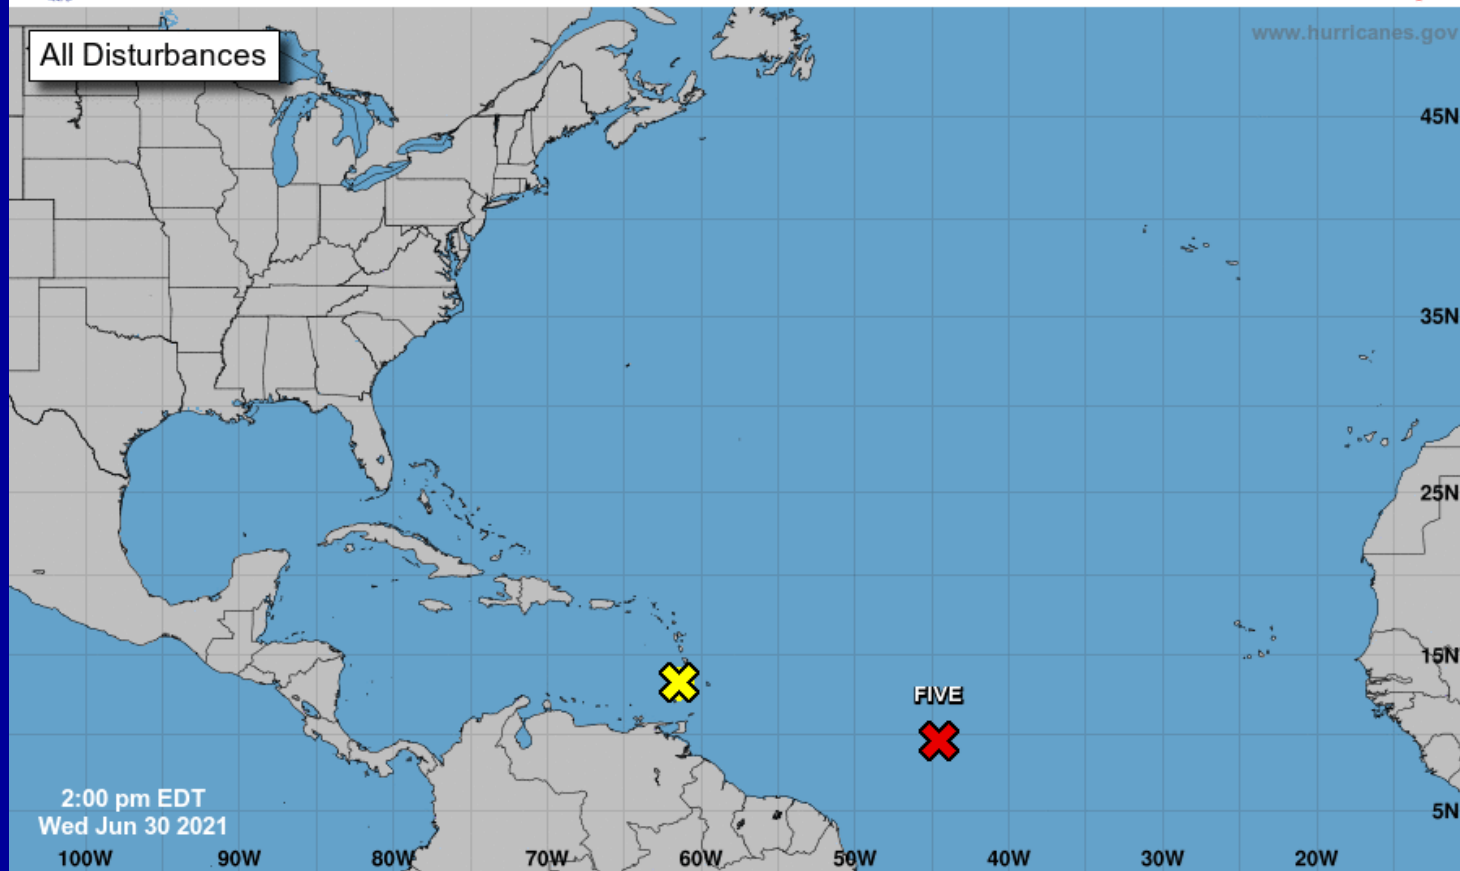 All Disturbances
www.hurricanes.gov
45N
35N
25N
15N
FIVE
5N
2:00 pm EDT
Wed Jun 30 2021
100W 90W 80W 70W 60W 50W 40W 30W 20W